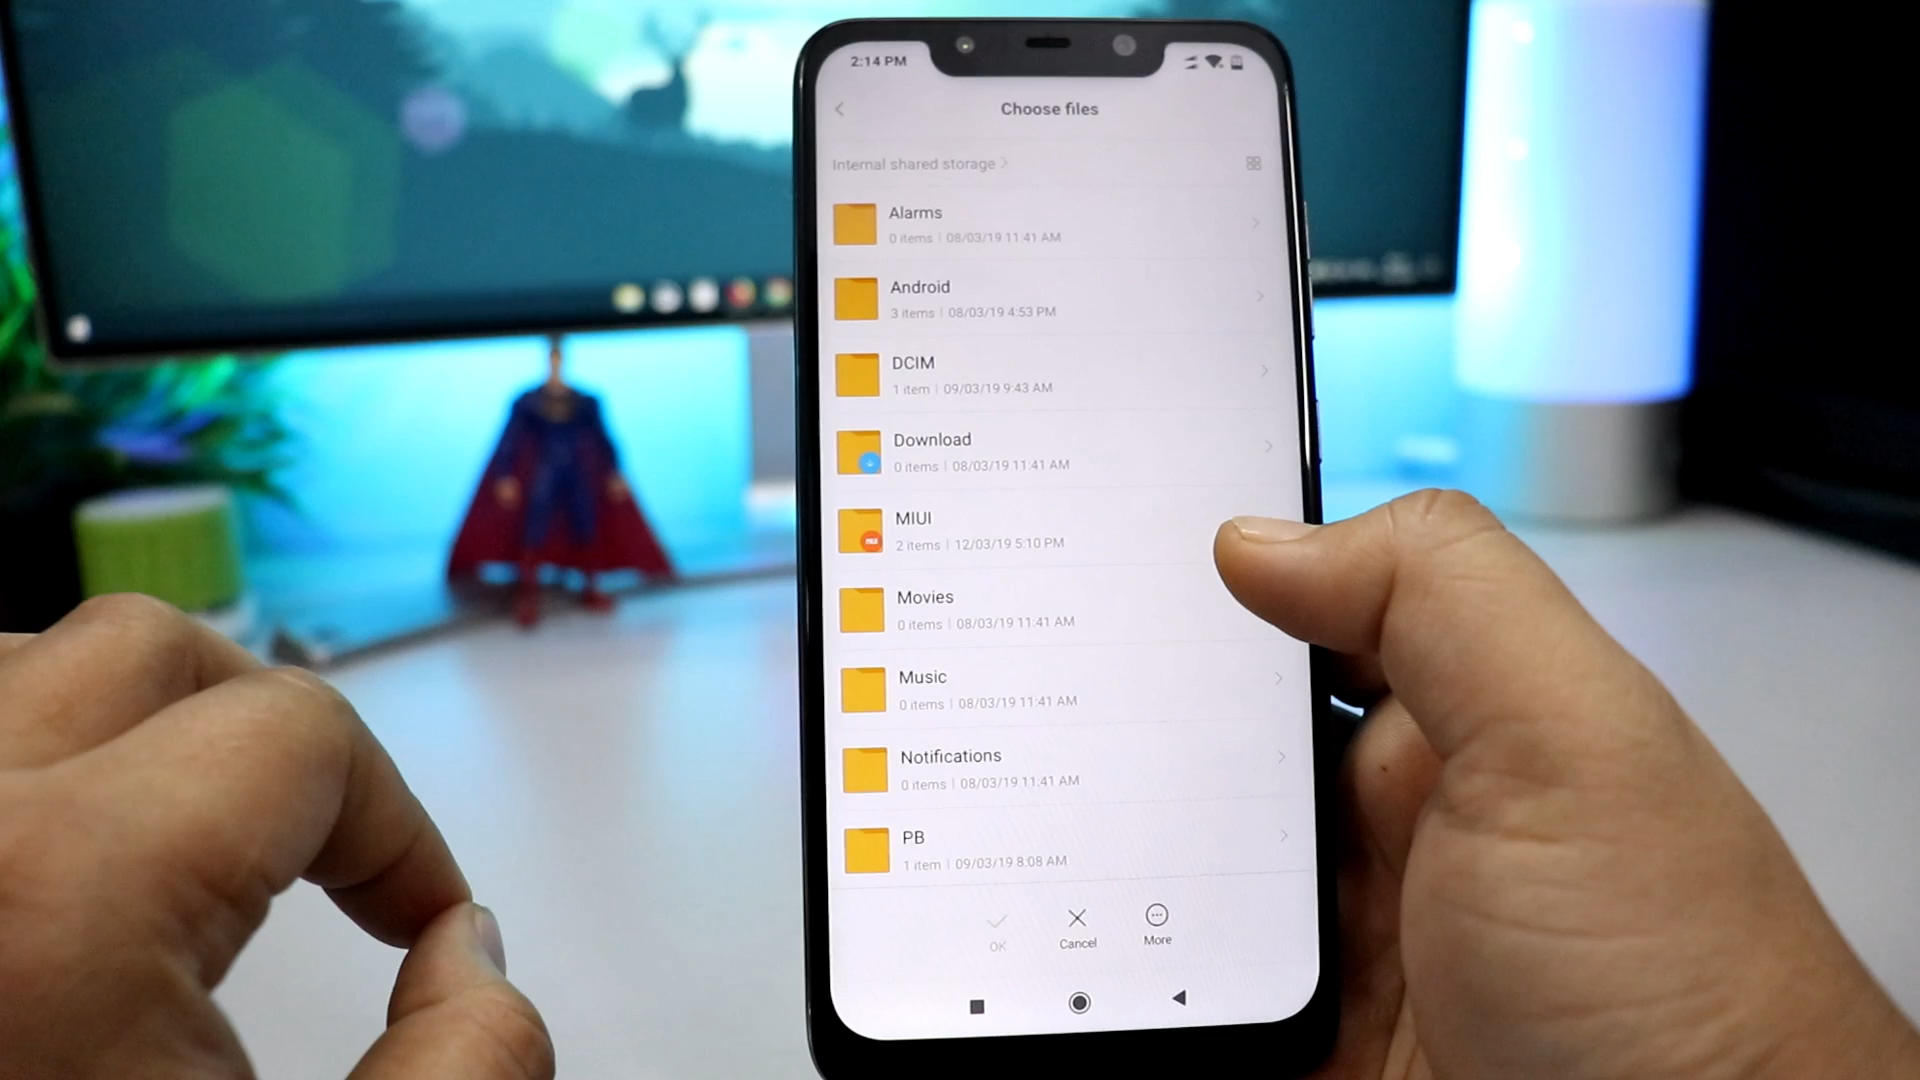 2:14 PM
Choose files
Internal shared storage
Alarms
0 items | 08/03/19 11:41 AM
Android
3 items | 08/03/19 4:53 PM
DCIM
1 item | 09/03/19 9:43 AM
Download
0 items | 08/03/19 11:41 AM
MIUI
2 items | 12/03/19 5:10 PM
Movies
0 items | 08/03/19 11:41 AM
Music
0 items | 08/03/19 11:41 AM
Notifications
0 items | 08/03/19 11:41 AM
PB
1 item | 09/03/19 8:08 AM
OK
Cancel
More